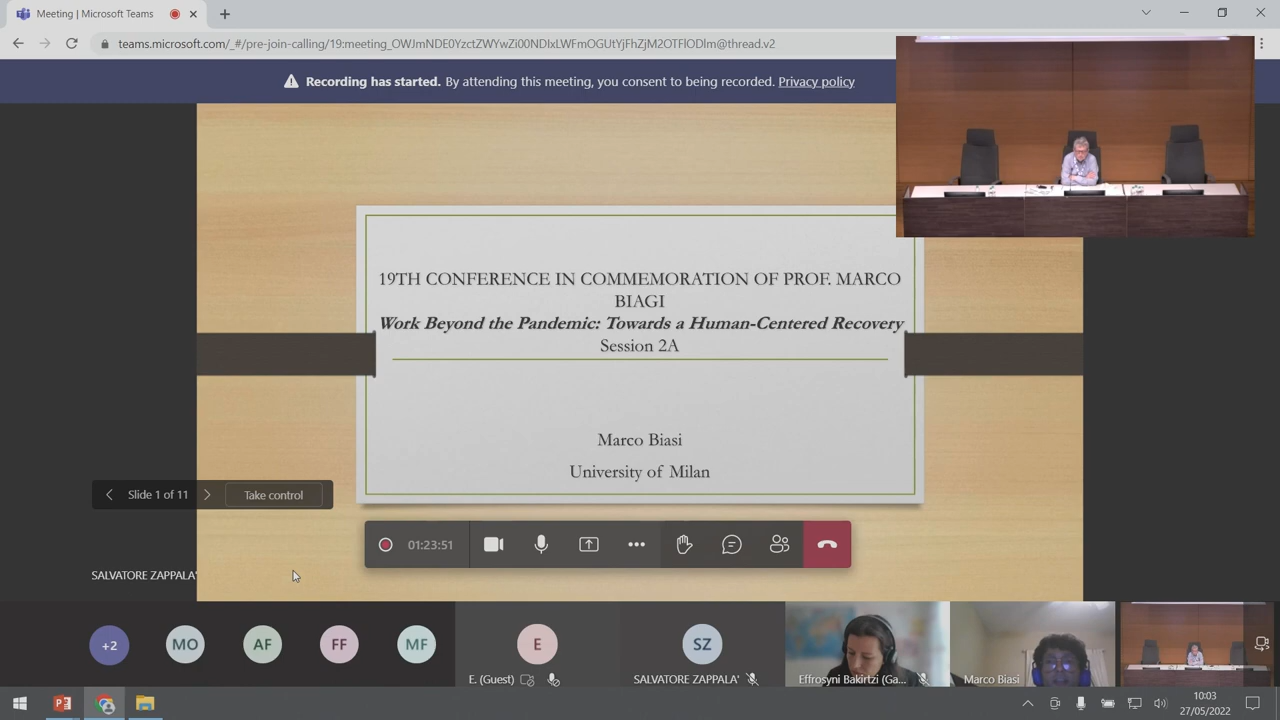 Meeting | Microsoft Teams
teams.microsoft.com/_#/pre-join-calling/19:meeting_OWJmNDE0YzctZWYwZi00NDIxLWFmOGUtYjFhZjM2OTFlODlm@thread.v2
Recording has started. By attending this meeting, you consent to being recorded. Privacy policy
19TH CONFERENCE IN COMMEMORATION OF PROF. MARCO
BIAGI
Work Beyond the Pandemic: Towards a Human-Centered Recovery
Session 2A
Marco Biasi
University of Milan
Slide 1 of 11
Take control
01:23:51
SALVATORE ZAPPALA'
+2
MO
AF
FF
MF
E
E. (Guest)
SZ
SALVATORE ZAPPALA'
Effrosyni Bakirtzi (Ga...
Marco Biasi
10:03
27/05/2022